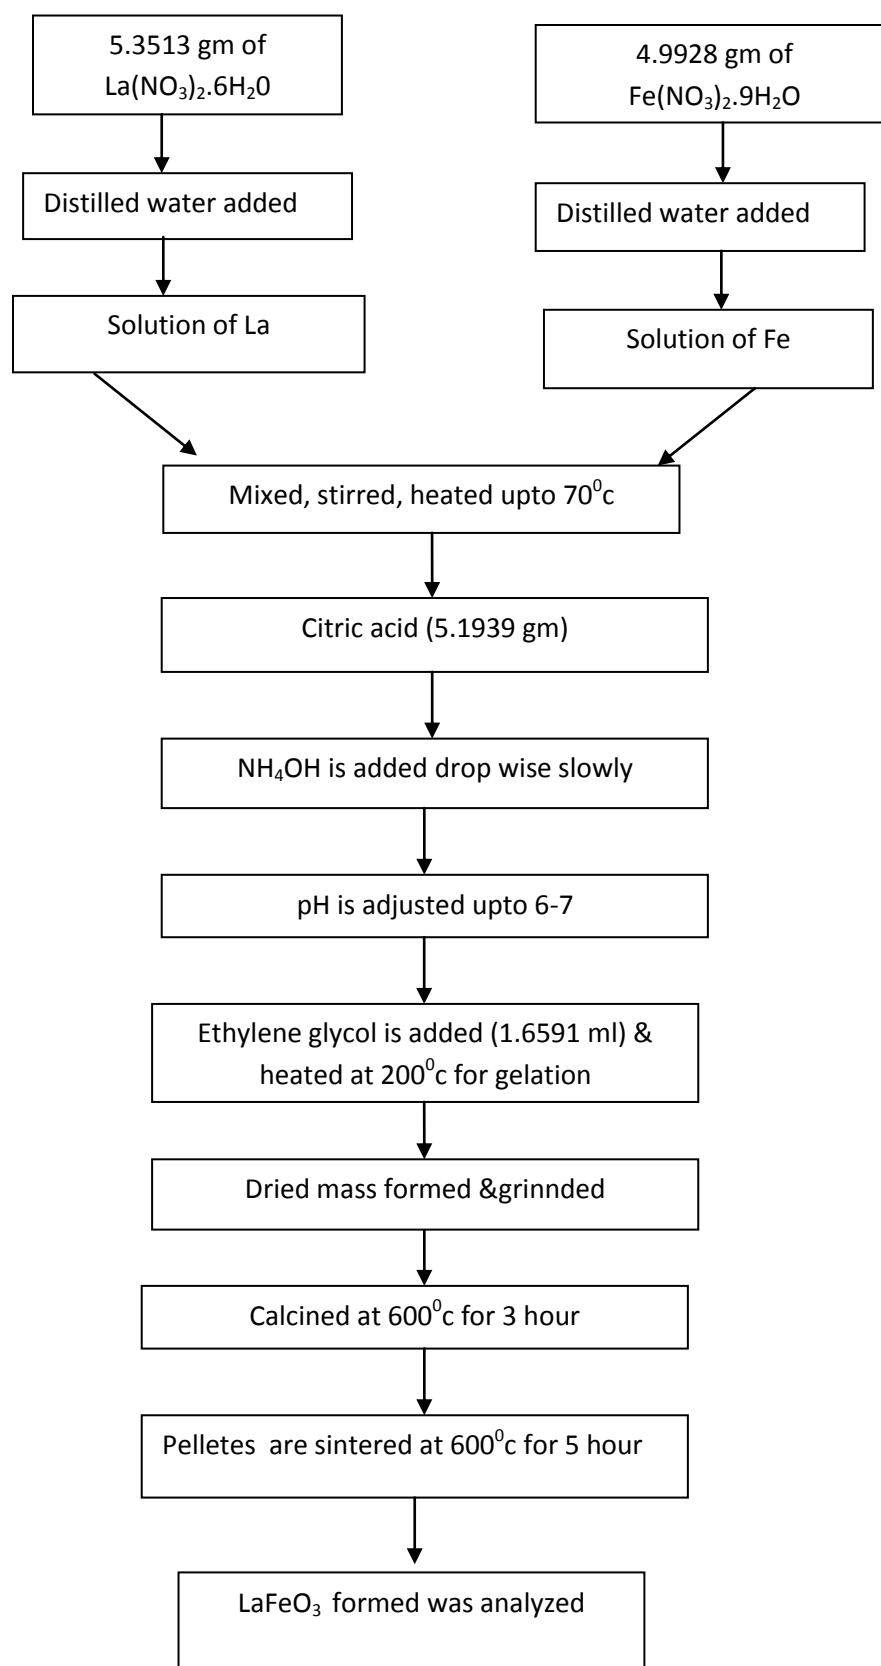 5.3513 gm of
La(NO₃)₂.6H₂0
4.9928 gm of
Fe(NO₃)₂.9H₂O
Distilled water added
Distilled water added
Solution of La
Solution of Fe
Mixed, stirred, heated upto 70⁰c
Citric acid (5.1939 gm)
NH₄OH is added drop wise slowly
pH is adjusted upto 6-7
Ethylene glycol is added (1.6591 ml) &
heated at 200⁰c for gelation
Dried mass formed &grinnded
Calcined at 600⁰c for 3 hour
Pelletes are sintered at 600⁰c for 5 hour
LaFeO₃ formed was analyzed